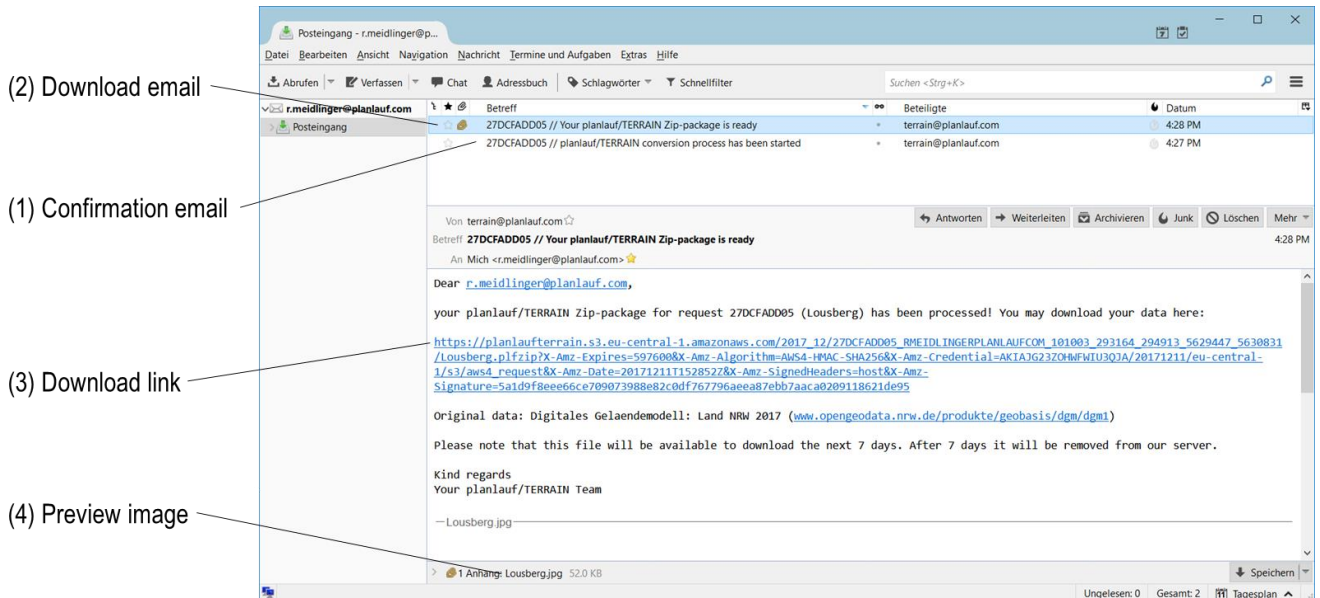 (2) Download email
(1) Confirmation email
(3) Download link
(4) Preview image
Posteingang - r.meidlinger@p...
Datei Bearbeiten Ansicht Navigation Nachricht Termine und Aufgaben Extras Hilfe
Abrufen Verfassen Chat Adressbuch Schlagwörter Schnellfilter Suchen <Strg+K>
r.meidlinger@planlauf.com
Posteingang
Betreff Beteiligte Datum
27DCFADD05 // Your planlauf/TERRAIN Zip-package is ready terrain@planlauf.com 4:28 PM
27DCFADD05 // planlauf/TERRAIN conversion process has been started terrain@planlauf.com 4:27 PM
Von terrain@planlauf.com Antworten Weiterleiten Archivieren Junk Löschen Mehr
Betreff 27DCFADD05 // Your planlauf/TERRAIN Zip-package is ready 4:28 PM
An Mich <r.meidlinger@planlauf.com>
Dear r.meidlinger@planlauf.com,
your planlauf/TERRAIN Zip-package for request 27DCFADD05 (Lousberg) has been processed! You may download your data here:
https://planlaufterrain.s3.eu-central-1.amazonaws.com/2017_12/27DCFADD05_RMEIDLINGERPLANLAUFCOM_101003_293164_294913_5629447_5630831
/Lousberg.plfzip?X-Amz-Expires=597600&X-Amz-Algorithm=AWS4-HMAC-SHA256&X-Amz-Credential=AKIAJG23ZOHWFWIU3QJA/20171211/eu-central-
1/s3/aws4_request&X-Amz-Date=20171211T152852Z&X-Amz-SignedHeaders=host&X-Amz-
Signature=5a1d9f8eee66ce709073988e82c0df767796aeea87ebb7aaca0209118621de95
Original data: Digitales Gelaendemodell: Land NRW 2017 (www.opengeodata.nrw.de/produkte/geobasis/dgm/dgm1)
Please note that this file will be available to download the next 7 days. After 7 days it will be removed from our server.
Kind regards
Your planlauf/TERRAIN Team
Lousberg.jpg
1 Anhang: Lousberg.jpg 52.0 KB Speichern
Ungelesen: 0 Gesamt: 2 Tagesplan